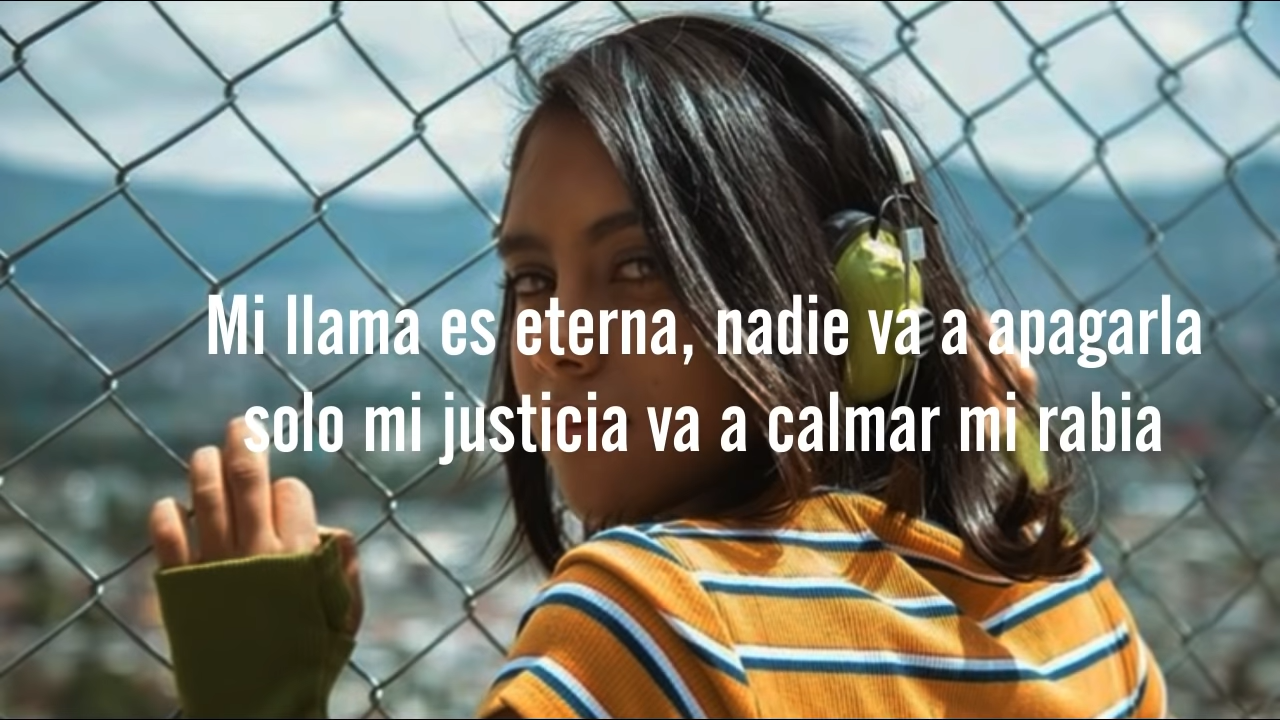 Mi llama es eterna, nadie va a apagarla
solo mi justicia va a calmar mi rabia